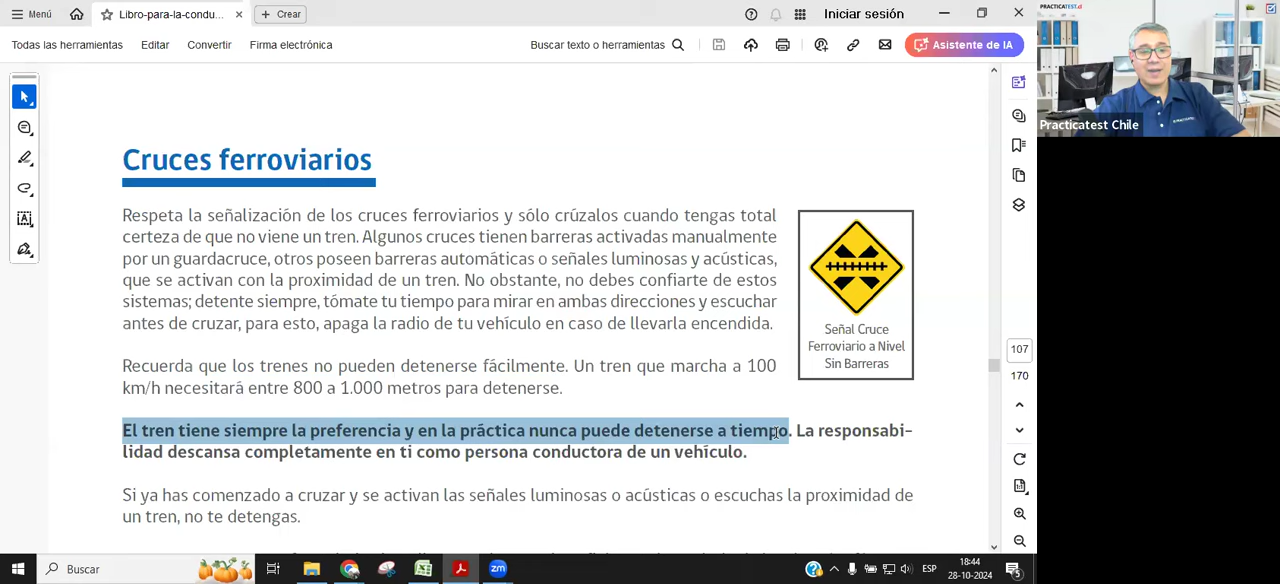 Menú
Libro-para-la-condu...
Crear
Iniciar sesión
Todas las herramientas
Editar
Convertir
Firma electrónica
Buscar texto o herramientas
Asistente de IA
PRACTICATEST.cl
Practicatest Chile
Cruces ferroviarios
Respeta la señalización de los cruces ferroviarios y sólo crúzalos cuando tengas total
certeza de que no viene un tren. Algunos cruces tienen barreras activadas manualmente
por un guardacruce, otros poseen barreras automáticas o señales luminosas y acústicas,
que se activan con la proximidad de un tren. No obstante, no debes confiarte de estos
sistemas; detente siempre, tómate tu tiempo para mirar en ambas direcciones y escuchar
antes de cruzar, para esto, apaga la radio de tu vehículo en caso de llevarla encendida.
Señal Cruce
Ferroviario a Nivel
Sin Barreras
Recuerda que los trenes no pueden detenerse fácilmente. Un tren que marcha a 100
km/h necesitará entre 800 a 1.000 metros para detenerse.
El tren tiene siempre la preferencia y en la práctica nunca puede detenerse a tiempo. La responsabi-
lidad descansa completamente en ti como persona conductora de un vehículo.
Si ya has comenzado a cruzar y se activan las señales luminosas o acústicas o escuchas la proximidad de
un tren, no te detengas.
107
170
Buscar
ESP
18:44
28-10-2024